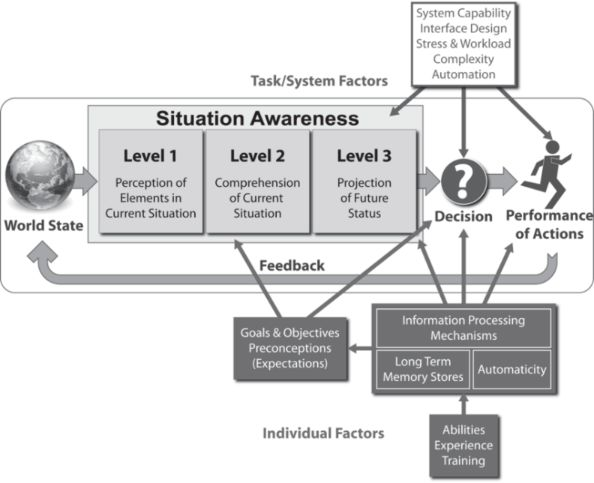 System Capability
Interface Design
Stress & Workload
Complexity
Automation
Task/System Factors
Situation Awareness
Level 1
Perception of
Elements in
Current Situation
Level 2
Comprehension
of Current
Situation
Level 3
Projection
of Future
Status
?
World State
Decision
Performance
of Actions
Feedback
Goals & Objectives
Preconceptions
(Expectations)
Information Processing
Mechanisms
Long Term
Memory Stores
Automaticity
Individual Factors
Abilities
Experience
Training